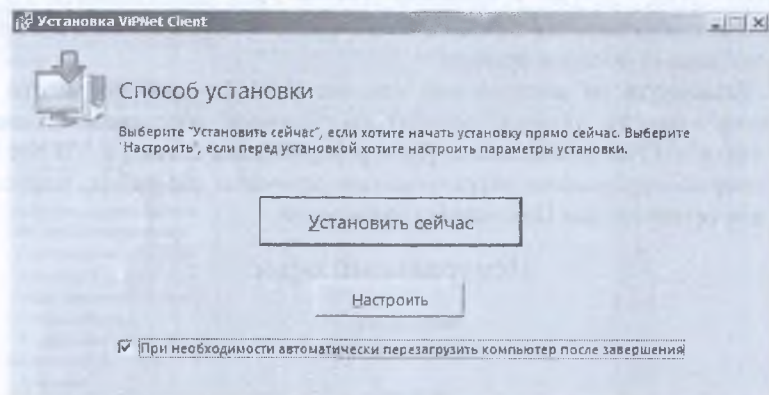 Установка ViPNet Client
Способ установки
Выберите "Установить сейчас", если хотите начать установку прямо сейчас. Выберите
'Настроить', если перед установкой хотите настроить параметры установки.
Установить сейчас
Настроить
При необходимости автоматически перезагрузить компьютер после завершения